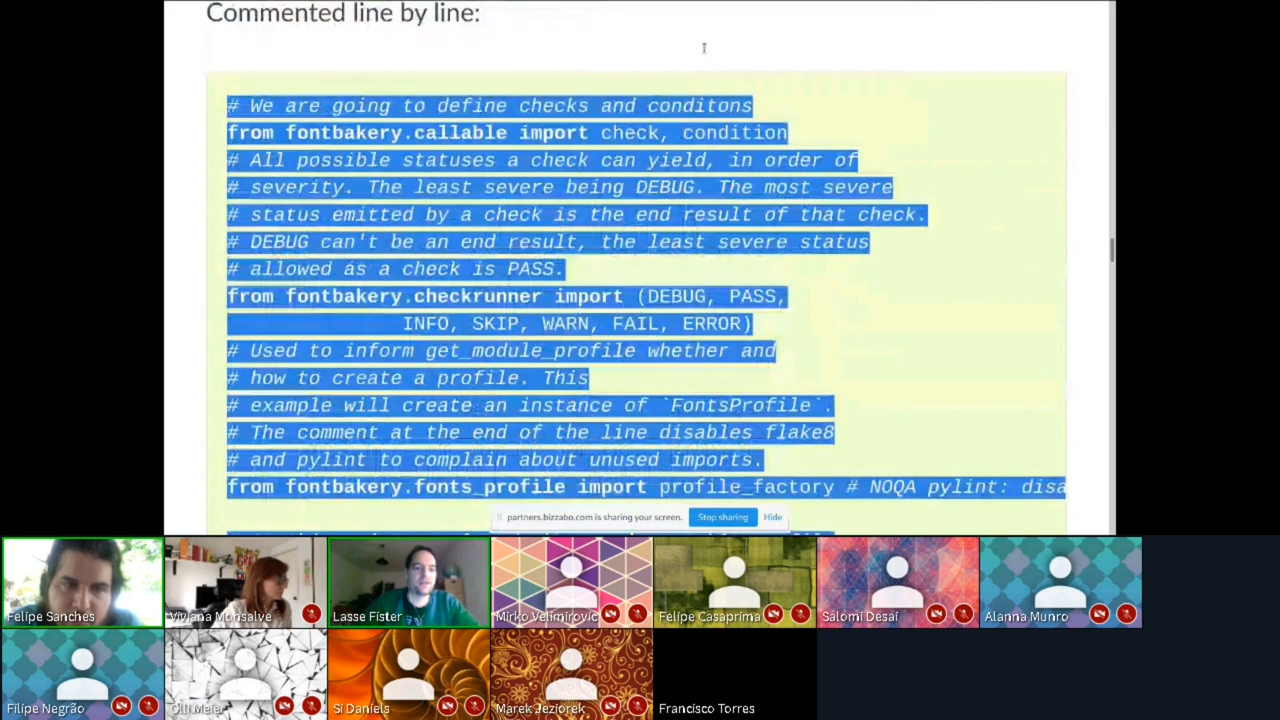 Commented line by line:
# We are going to define checks and conditons
from fontbakery.callable import check, condition
# All possible statuses a check can yield, in order of
# severity. The least severe being DEBUG. The most severe
# status emitted by a check is the end result of that check.
# DEBUG can't be an end result, the least severe status
# allowed as a check is PASS.
from fontbakery.checkrunner import (DEBUG, PASS,
INFO, SKIP, WARN, FAIL, ERROR)
# Used to inform get_module_profile whether and
# how to create a profile. This
# example will create an instance of `FontsProfile`.
# The comment at the end of the line disables flake8
# and pylint to complain about unused imports.
from fontbakery.fonts_profile import profile_factory # NOQA pylint: disa
partners.bizzabo.com is sharing your screen. Stop sharing Hide
Felipe Sanches
Viviana Monsalve
Lasse Fister
Mirko Velimirovic
Felipe Casaprima
Salomi Desai
Alanna Munro
Filipe Negrão
Olli Meier
Si Daniels
Marek Jeziorek
Francisco Torres